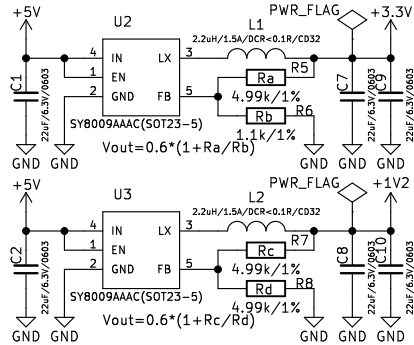 +5V
U2
L1
PWR_FLAG
+3.3V
2.2uH/1.5A/DCR<0.1R/CD32
4 IN LX 3
1 EN
2 GND FB 5
R5
Ra
4.99k/1%
R6
Rb
1.1k/1%
C1
22uF/6.3V/0603
C7
22uF/6.3V/0603
C9
22uF/6.3V/0603
SY8009AAAC(SOT23-5)
Vout=0.6*(1+Ra/Rb)
GND GND GND GND GND
+5V
U3
L2
PWR_FLAG
+1V2
2.2uH/1.5A/DCR<0.1R/CD32
4 IN LX 3
1 EN
2 GND FB 5
R7
Rc
4.99k/1%
R8
Rd
4.99k/1%
C2
22uF/6.3V/0603
C8
22uF/6.3V/0603
C10
22uF/6.3V/0603
SY8009AAAC(SOT23-5)
Vout=0.6*(1+Rc/Rd)
GND GND GND GND GND